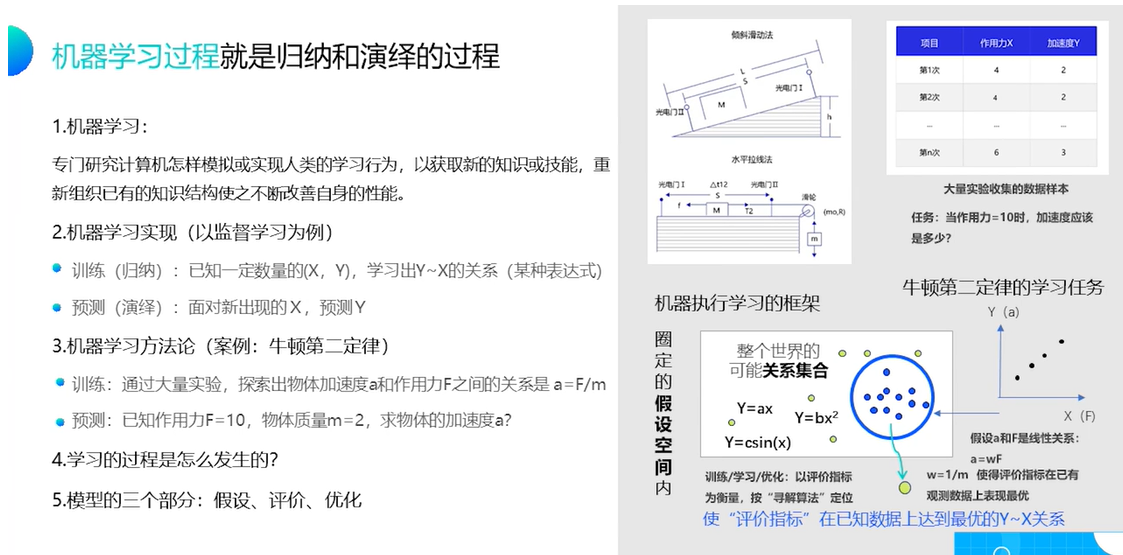 机器学习过程就是归纳和演绎的过程
1.机器学习：
专门研究计算机怎样模拟或实现人类的学习行为，以获取新的知识或技能，重
新组织已有的知识结构使之不断改善自身的性能。
2.机器学习实现（以监督学习为例）
训练（归纳）：已知一定数量的(X，Y)，学习出Y~X的关系（某种表达式）
预测（演绎）：面对新出现的X，预测Y
3.机器学习方法论（案例：牛顿第二定律）
训练：通过大量实验，探索出物体加速度a和作用力F之间的关系是 a=F/m
预测：已知作用力F=10，物体质量m=2，求物体的加速度a?
4.学习的过程是怎么发生的?
5.模型的三个部分：假设、评价、优化
倾斜滑动法
L
S
光电门 I
M
光电门II
h
水平拉线法
光电门 I
△t12
光电门II
S
滑轮
f
M
T2
(mo,R)
m
项目 作用力X 加速度Y
第1次 4 2
第2次 4 2
... ... ...
第n次 6 3
大量实验收集的数据样本
任务：当作用力=10时，加速度应该
是多少?
机器执行学习的框架
圈定的假设空间内
整个世界的
可能关系集合
Y=ax
Y=bx²
Y=csin(x)
训练/学习/优化：以评价指标
为衡量，按“寻解算法”定位
牛顿第二定律的学习任务
Y（a）
X（F）
假设a和F是线性关系：
a=wF
w=1/m 使得评价指标在已有
观测数据上表现最优
使“评价指标”在已知数据上达到最优的Y~X关系